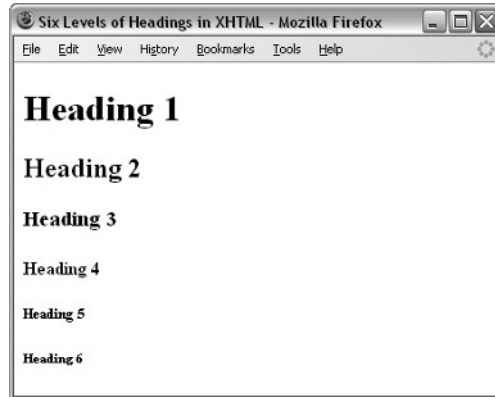 Six Levels of Headings in XHTML - Mozilla Firefox
File Edit View History Bookmarks Tools Help
Heading 1
Heading 2
Heading 3
Heading 4
Heading 5
Heading 6